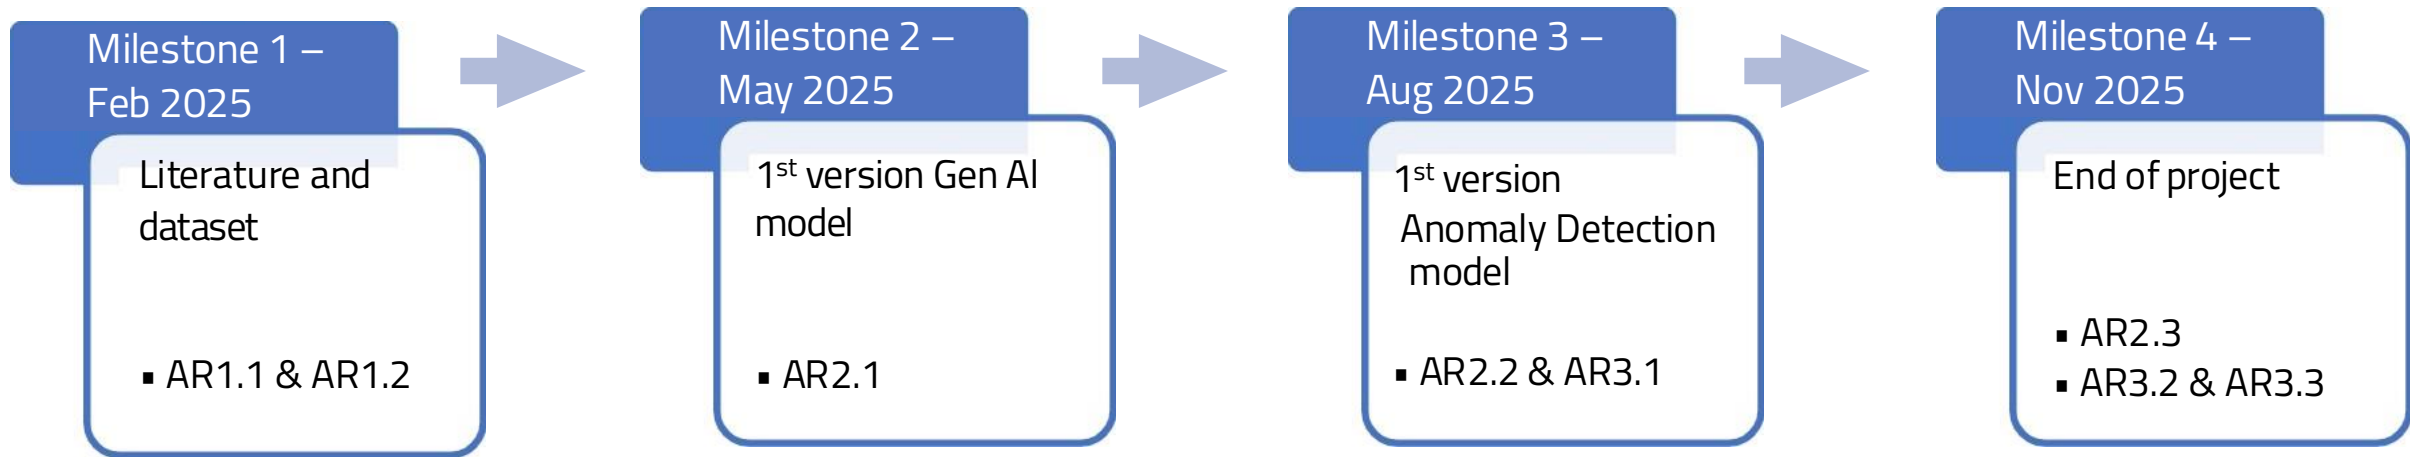 Milestone 1 –
Feb 2025
Literature and
dataset
▪ AR1.1 & AR1.2
Milestone 2 –
May 2025
1st version Gen AI
model
▪ AR2.1
Milestone 3 –
Aug 2025
1st version
Anomaly Detection
model
▪ AR2.2 & AR3.1
Milestone 4 –
Nov 2025
End of project
▪ AR2.3
▪ AR3.2 & AR3.3